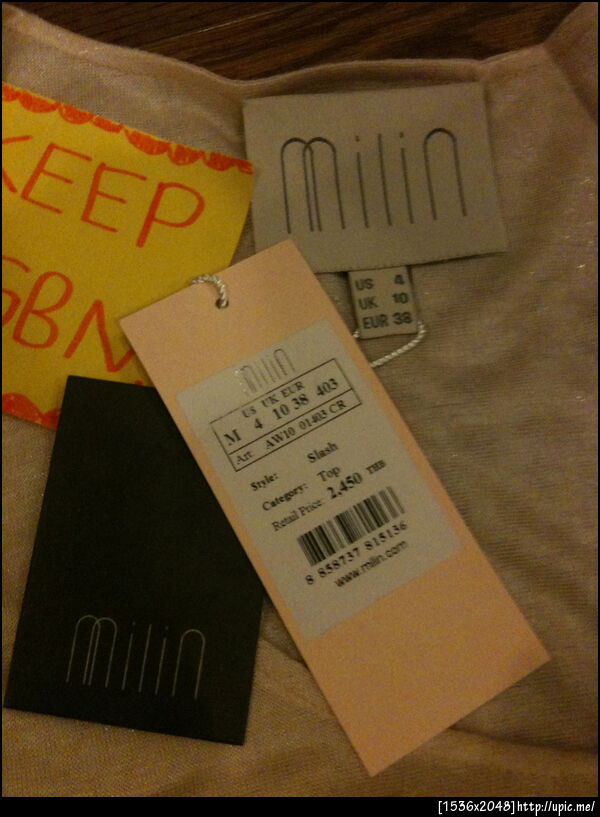 KEEP
SBN
milin
US 4
UK 10
EUR 38
milin
US UK EUR
M 4 10 38 403
Art: AW10 01403 CR
Style: Slash
Category: Top
Retail Price: 2,450 THB
8 858737 815136
www.milin.com
milin
[1536x2048]http://upic.me/